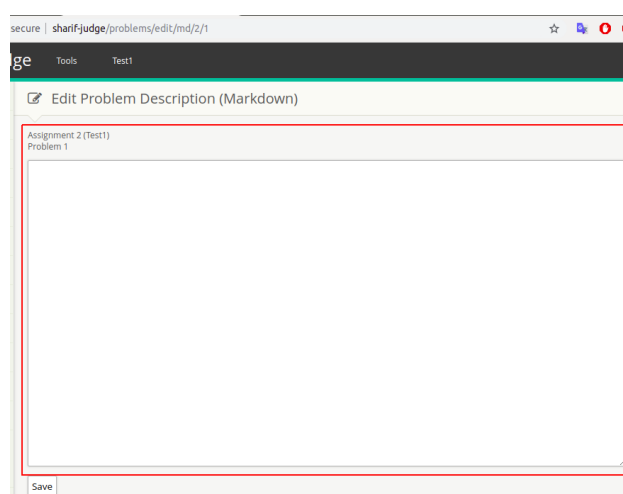 secure | sharif-judge/problems/edit/md/2/1
ge Tools Test1
Edit Problem Description (Markdown)
Assignment 2 (Test1)
Problem 1
Save